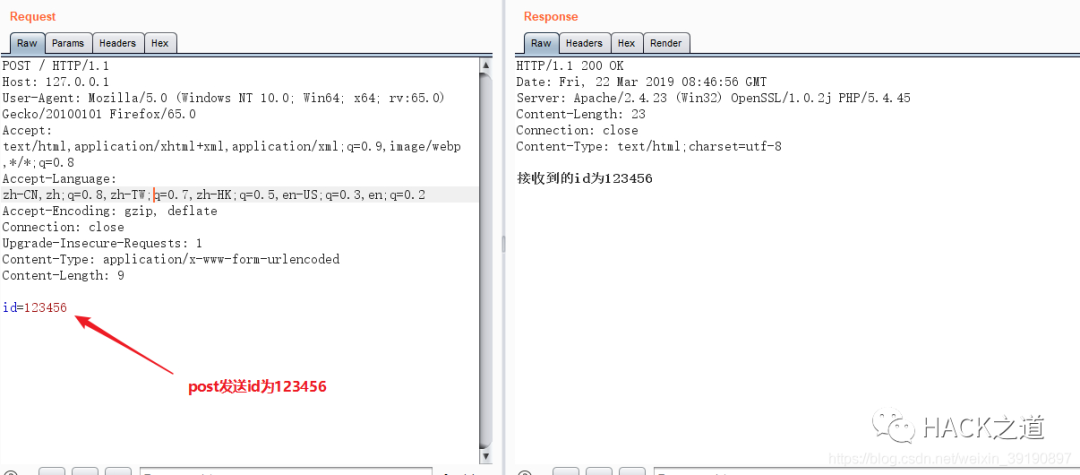 Request
Raw Params Headers Hex
POST / HTTP/1.1
Host: 127.0.0.1
User-Agent: Mozilla/5.0 (Windows NT 10.0; Win64; x64; rv:65.0)
Gecko/20100101 Firefox/65.0
Accept:
text/html,application/xhtml+xml,application/xml;q=0.9,image/webp
,*/*;q=0.8
Accept-Language:
zh-CN,zh;q=0.8,zh-TW;q=0.7,zh-HK;q=0.5,en-US;q=0.3,en;q=0.2
Accept-Encoding: gzip, deflate
Connection: close
Upgrade-Insecure-Requests: 1
Content-Type: application/x-www-form-urlencoded
Content-Length: 9
id=123456
post发送id为123456
Response
Raw Headers Hex Render
HTTP/1.1 200 OK
Date: Fri, 22 Mar 2019 08:46:56 GMT
Server: Apache/2.4.23 (Win32) OpenSSL/1.0.2j PHP/5.4.45
Content-Length: 23
Connection: close
Content-Type: text/html;charset=utf-8
接收到的id为123456
HACK之道
https://blog.csdn.net/weixin_39190897